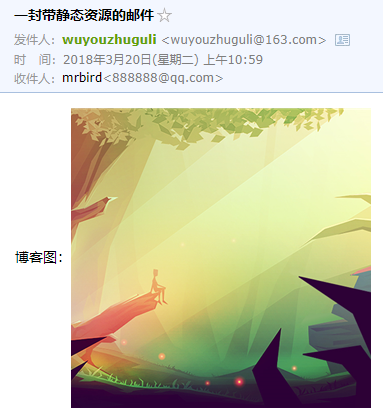 一封带静态资源的邮件☆
发件人：wuyouzhuguli <wuyouzhuguli@163.com>
时　间：2018年3月20日(星期二) 上午10:59
收件人：mrbird<888888@qq.com>
博客图：